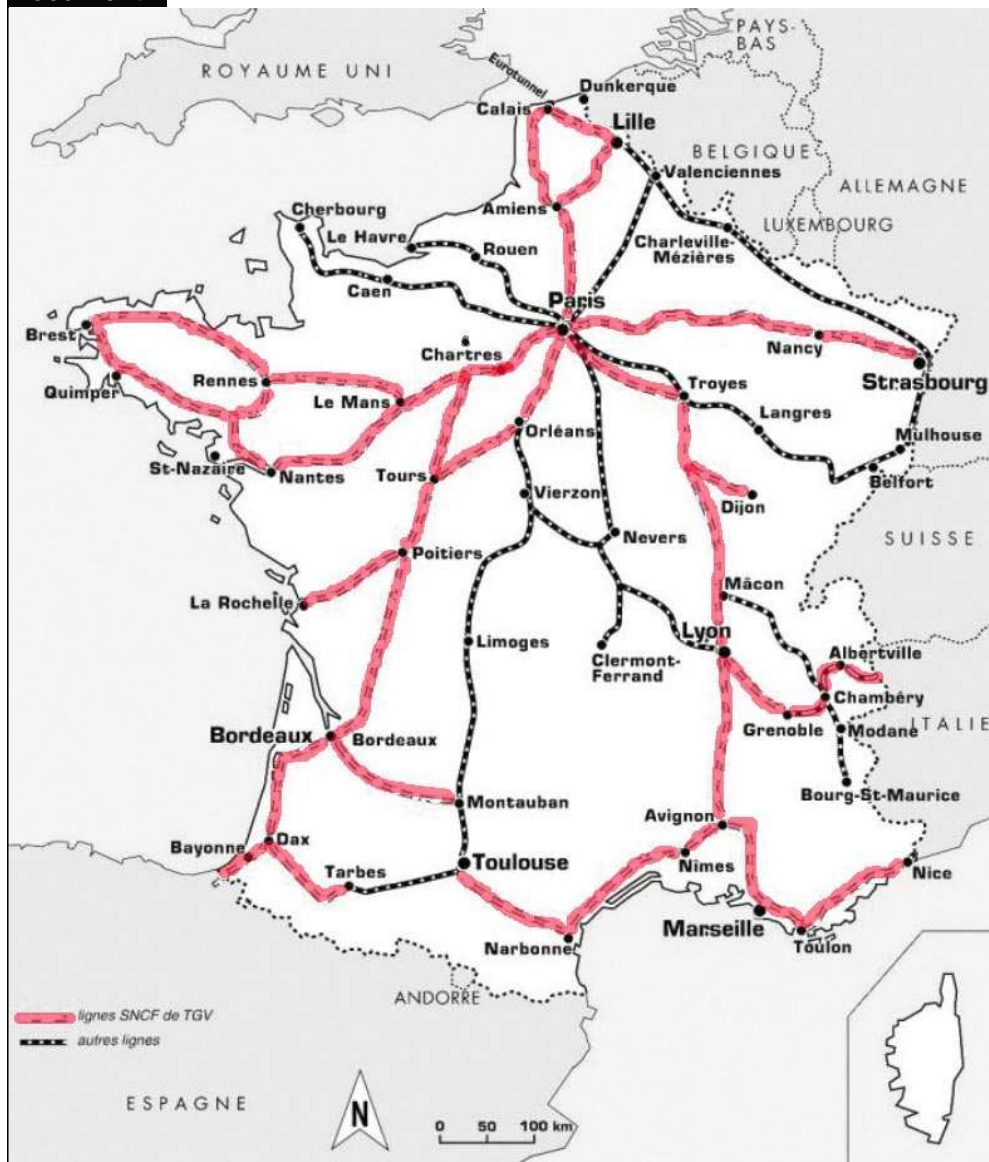 PAYS-
BAS
ROYAUME UNI
Eurotunnel
Dunkerque
Calais
Lille
BELGIQUE
Valenciennes
ALLEMAGNE
Amiens
Cherbourg
Le Havre
Rouen
Charleville-
Mézières
LUXEMBOURG
Caen
Paris
Brest
Chartres
Nancy
Strasbourg
Quimper
Rennes
Le Mans
Troyes
Langres
Orléans
Mulhouse
St-Nazaire
Nantes
Tours
Belfort
Vierzon
Dijon
Nevers
SUISSE
Poitiers
Mâcon
La Rochelle
Limoges
Lyon
Clermont-
Ferrand
Albertville
Chambéry
Grenoble
Modane
ITALIE
Bordeaux
Bordeaux
Bourg-St-Maurice
Montauban
Avignon
Bayonne
Dax
Tarbes
Toulouse
Nîmes
Nice
Marseille
Toulon
Narbonne
ANDORRE
lignes SNCF de TGV
autres lignes
ESPAGNE
N
0 50 100 km